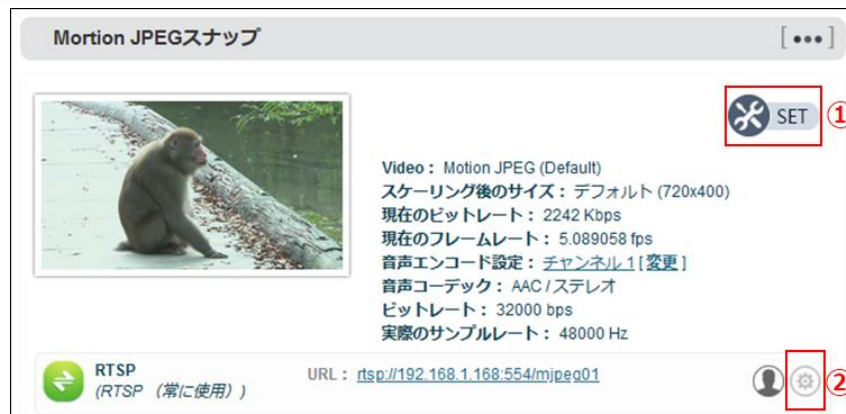 Mortion JPEGスナップ [•••]
SET ①
Video： Motion JPEG (Default)
スケーリング後のサイズ： デフォルト (720x400)
現在のビットレート： 2242 Kbps
現在のフレームレート： 5.089058 fps
音声エンコード設定： チャンネル 1 [ 変更 ]
音声コーデック： AAC / ステレオ
ビットレート： 32000 bps
実際のサンプルレート： 48000 Hz
RTSP URL： rtsp://192.168.1.168:554/mjpeg01 ②
(RTSP （常に使用）)